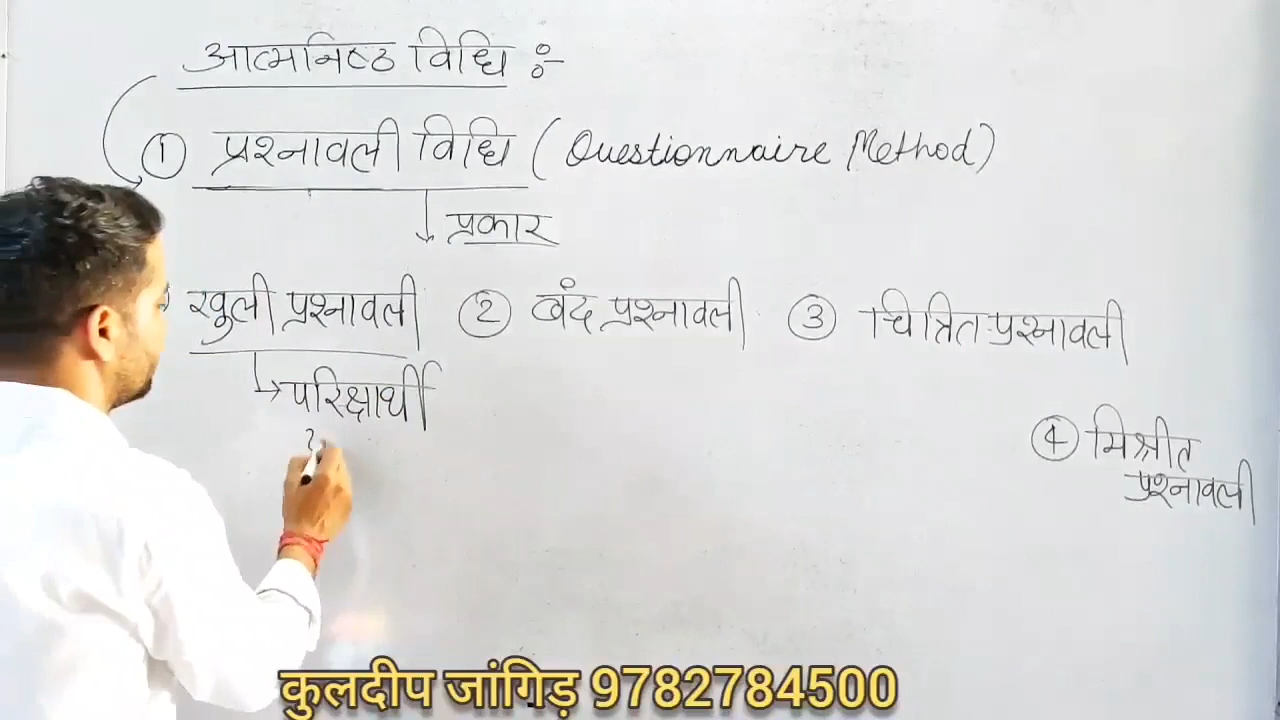 आत्मनिष्ठ विधि :-
① प्रश्नावली विधि (Questionnaire Method)
प्रकार
खुली प्रश्नावली ② बंद प्रश्नावली ③ चित्रित प्रश्नावली
परिक्षार्थी
④ मिश्रीत
प्रश्नावली
कुलदीप जांगिड़ 9782784500